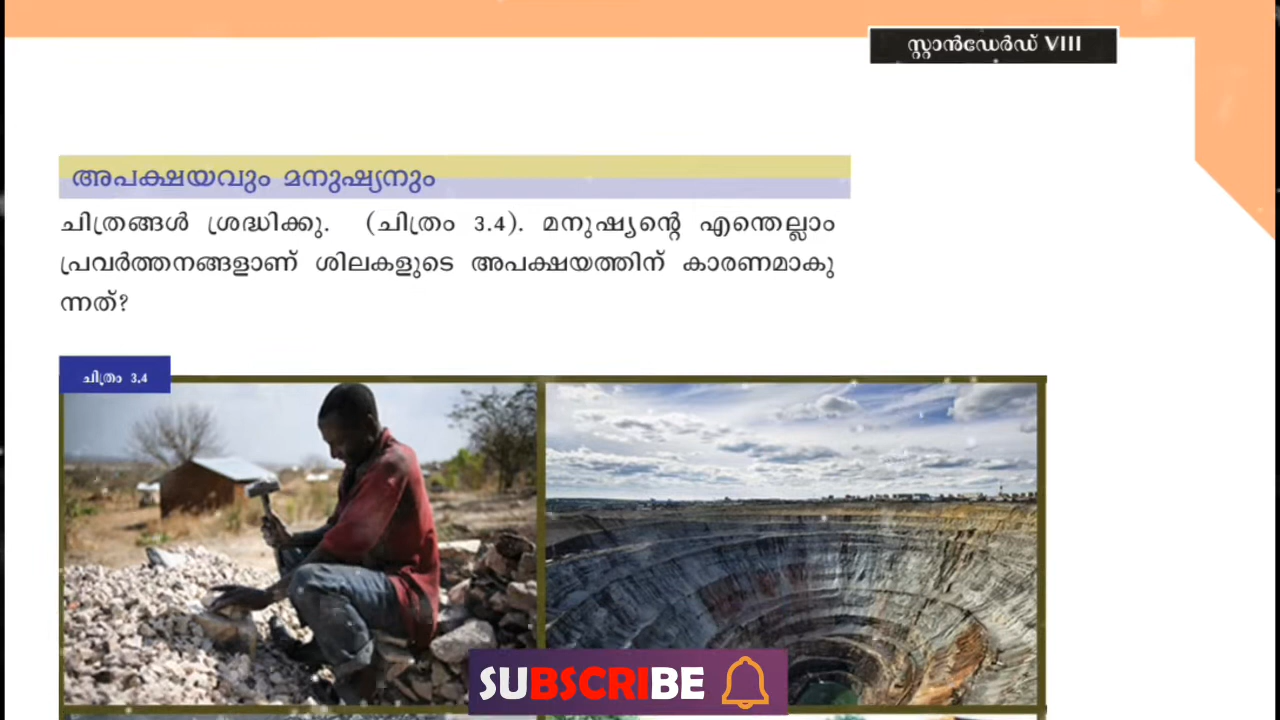 സ്റ്റാൻഡേർഡ് VIII
അപക്ഷയവും മനുഷ്യനും
ചിത്രങ്ങൾ ശ്രദ്ധിക്കു. (ചിത്രം 3.4). മനുഷ്യന്റെ എന്തെല്ലാം
പ്രവർത്തനങ്ങളാണ് ശിലകളുടെ അപക്ഷയത്തിന് കാരണമാകു
ന്നത്?
ചിത്രം 3.4
SUBSCRIBE